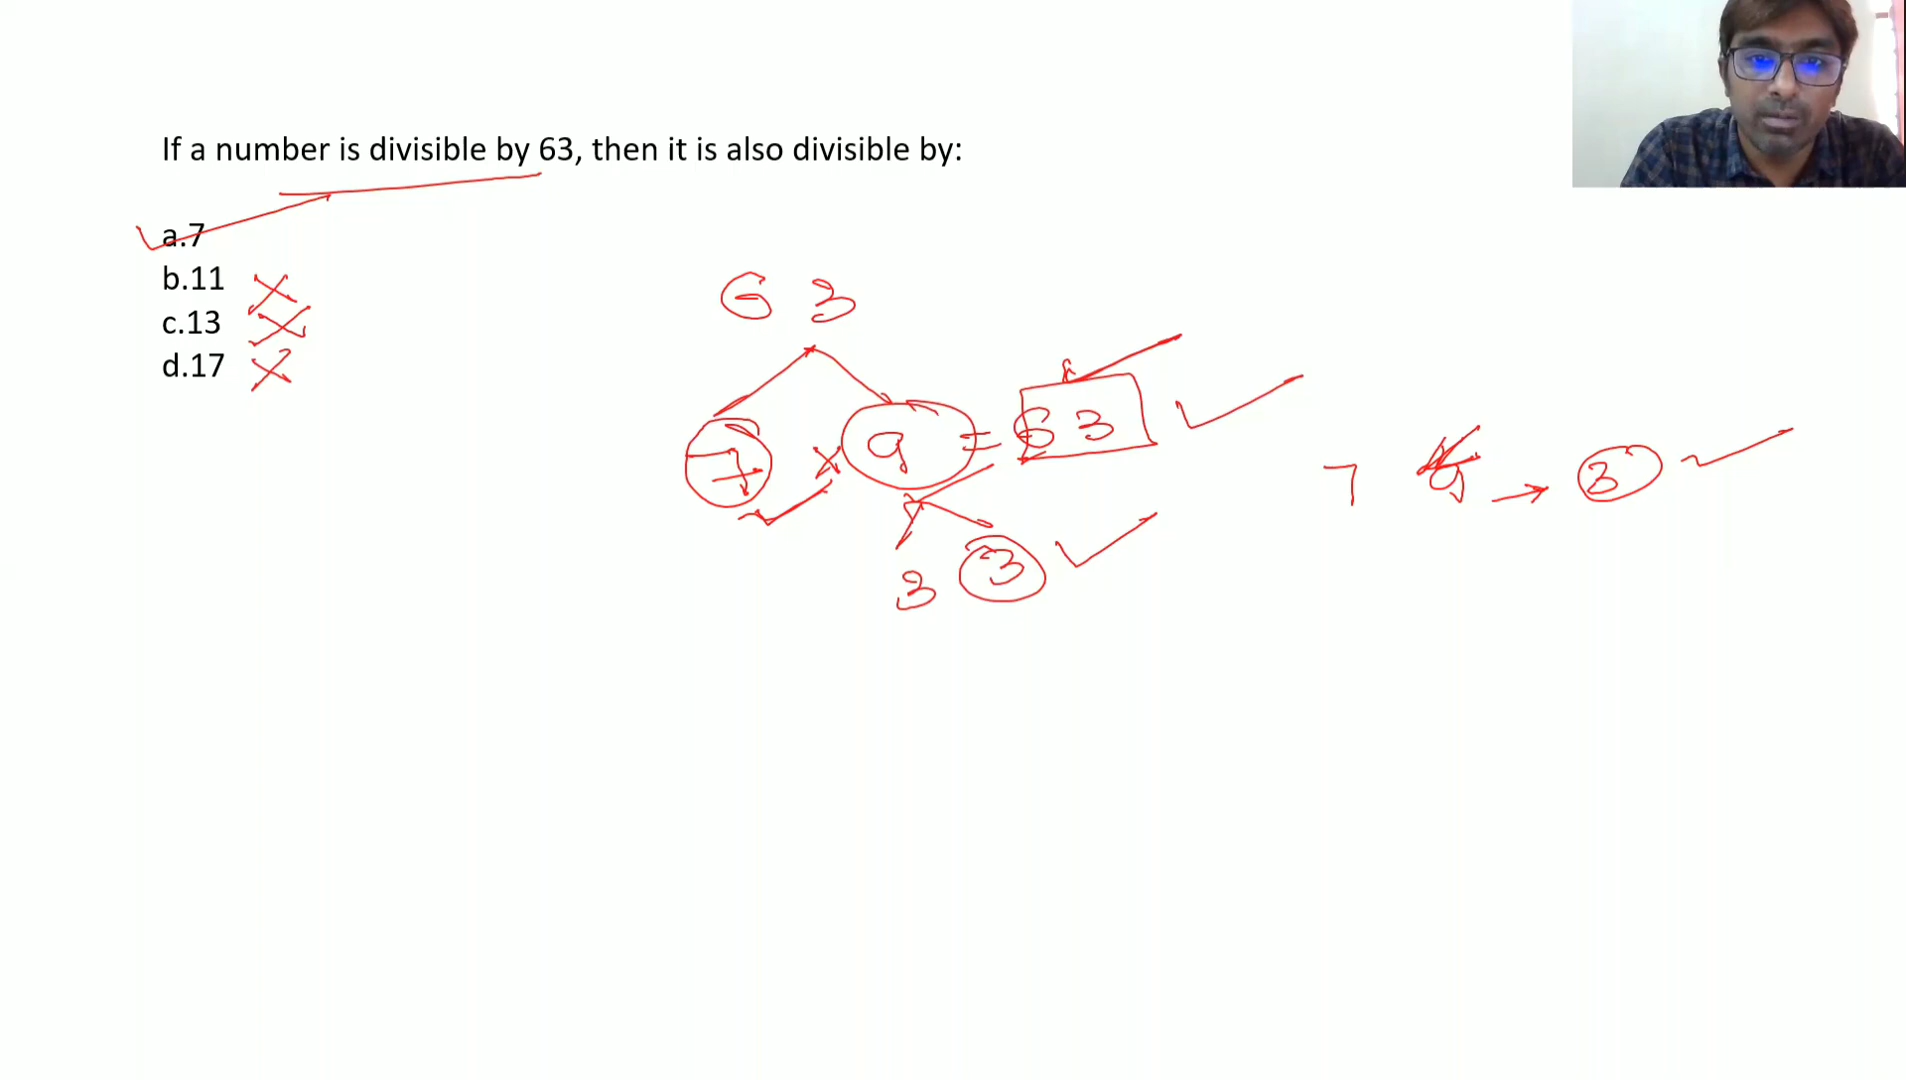 If a number is divisible by 63, then it is also divisible by:
a.7
b.11
c.13
d.17
63
7 x 9 = 63
7 9 → 3
3 3